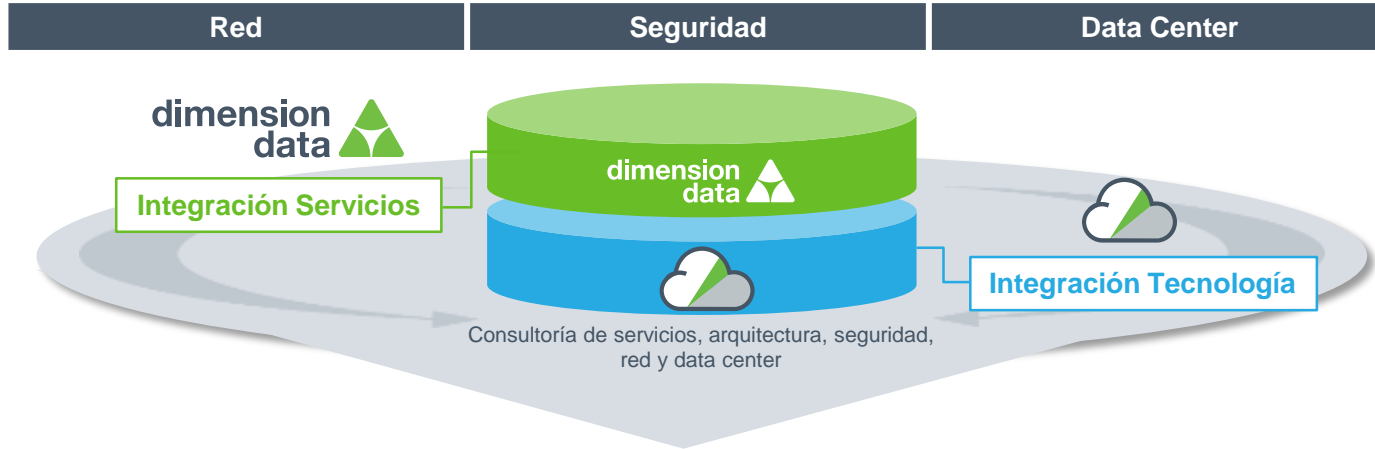 Red
Seguridad
Data Center
dimension
data
Integración Servicios
dimension
data
Integración Tecnología
Consultoría de servicios, arquitectura, seguridad,
red y data center